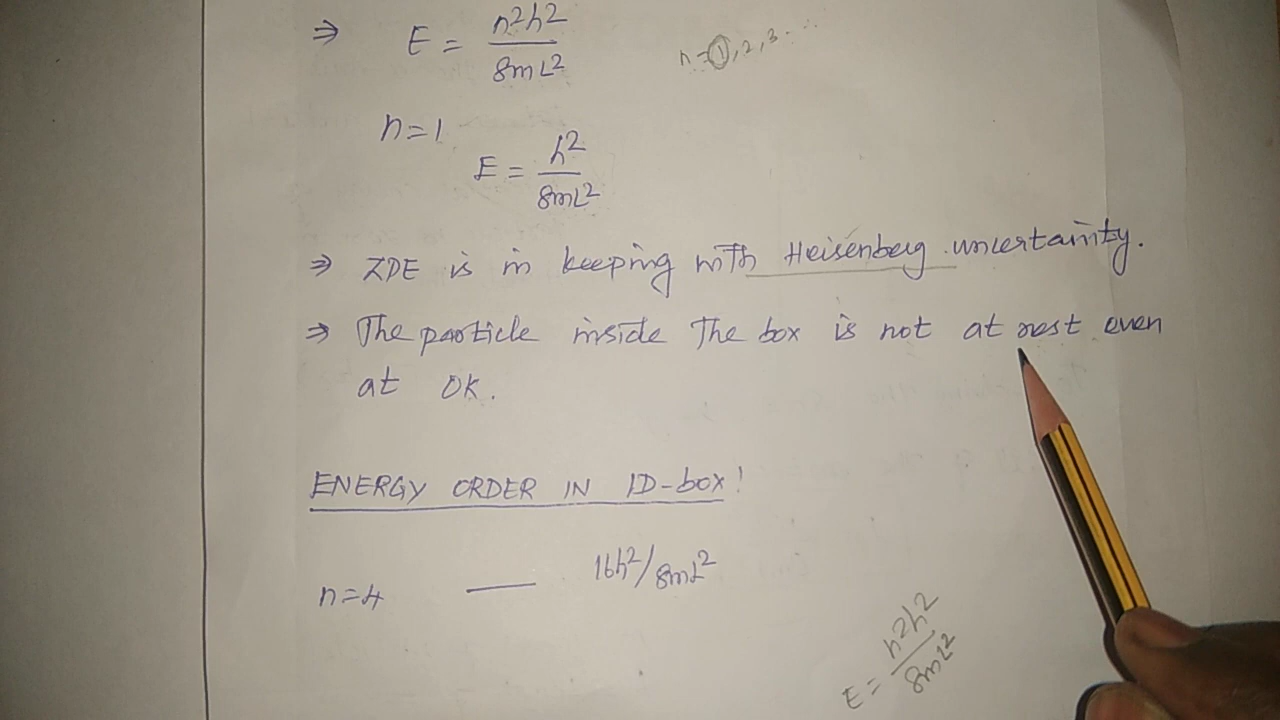 ⇒ E = n²h² / 8mL²
n = 1, 2, 3 . . .
n=1
E = h² / 8mL²
⇒ ZDE is in keeping with Heisenberg uncertainty.
⇒ The particle inside The box is not at rest even
at 0K.
ENERGY ORDER IN 1D-box!
n=4 — 16h²/8mL²
E = n²h² / 8mL²